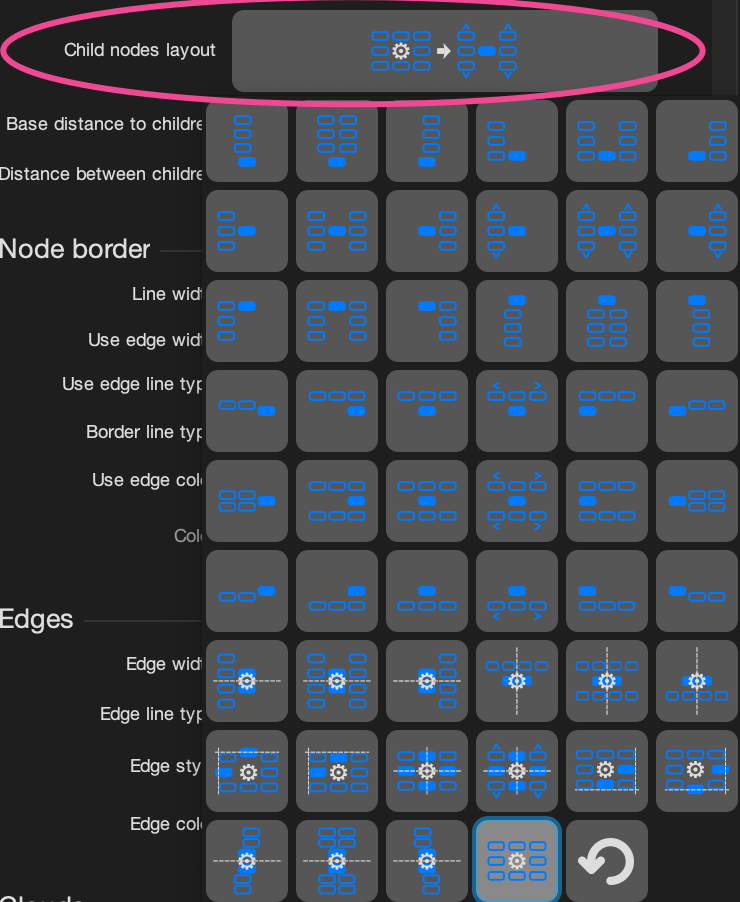 Child nodes layout
Base distance to childre
Distance between childre
Node border
Line widt
Use edge widt
Use edge line typ
Border line typ
Use edge colo
Colo
Edges
Edge widt
Edge line typ
Edge sty
Edge colo
Clouds